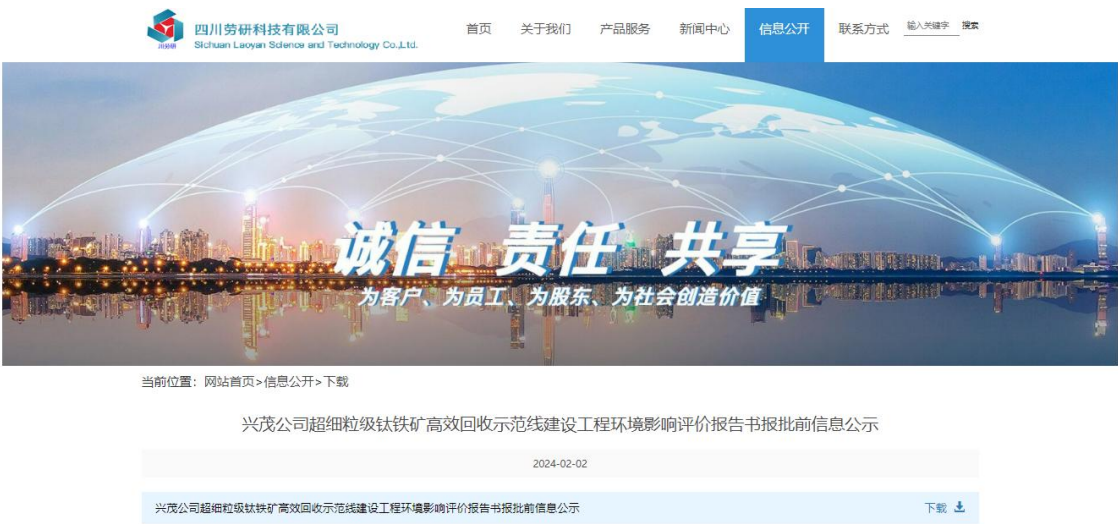 四川劳研科技有限公司
Sichuan Laoyan Science and Technology Co.,Ltd.
川劳研
首页 关于我们 产品服务 新闻中心 信息公开 联系方式 输入关键字 搜索
诚信 责任 共享
为客户、为员工、为股东、为社会创造价值
当前位置：网站首页>信息公开>下载
兴茂公司超细粒级钛铁矿高效回收示范线建设工程环境影响评价报告书报批前信息公示
2024-02-02
兴茂公司超细粒级钛铁矿高效回收示范线建设工程环境影响评价报告书报批前信息公示 下载